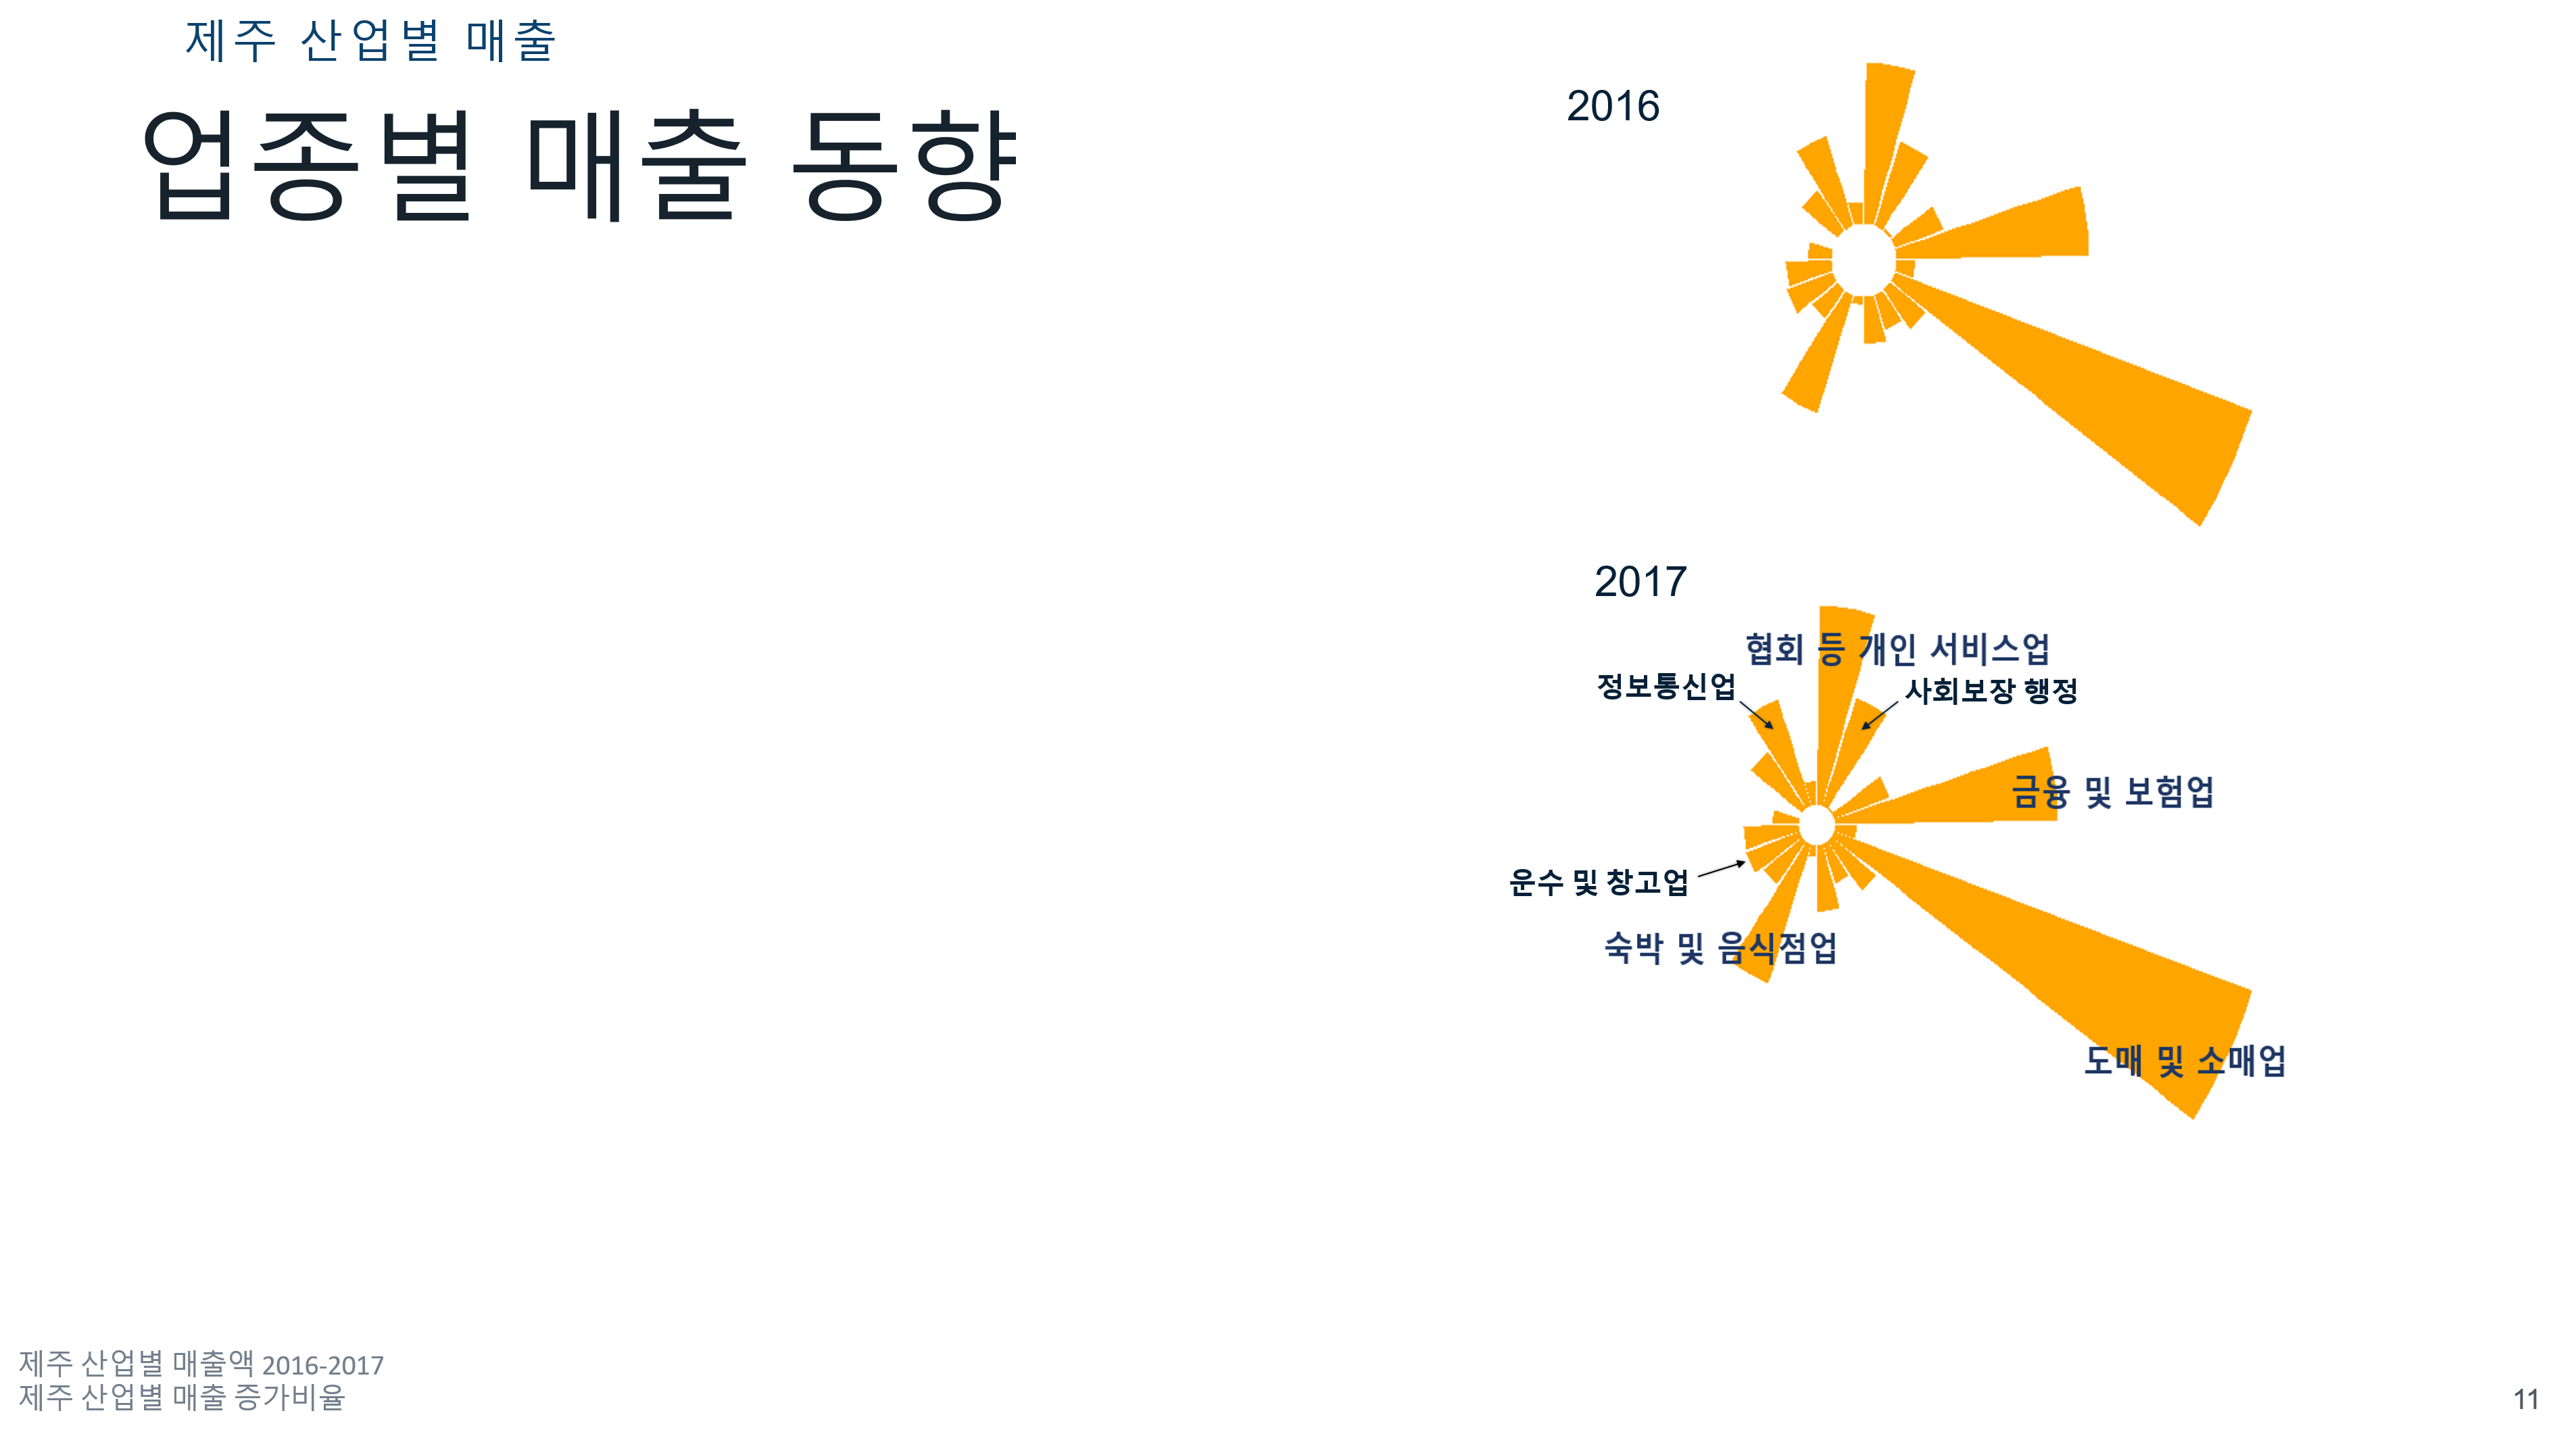 제주 산업별 매출
업종별 매출 동향
2016
2017
협회 등 개인 서비스업
정보통신업
사회보장 행정
금융 및 보험업
운수 및 창고업
숙박 및 음식점업
도매 및 소매업
제주 산업별 매출액 2016-2017
제주 산업별 매출 증가비율
11